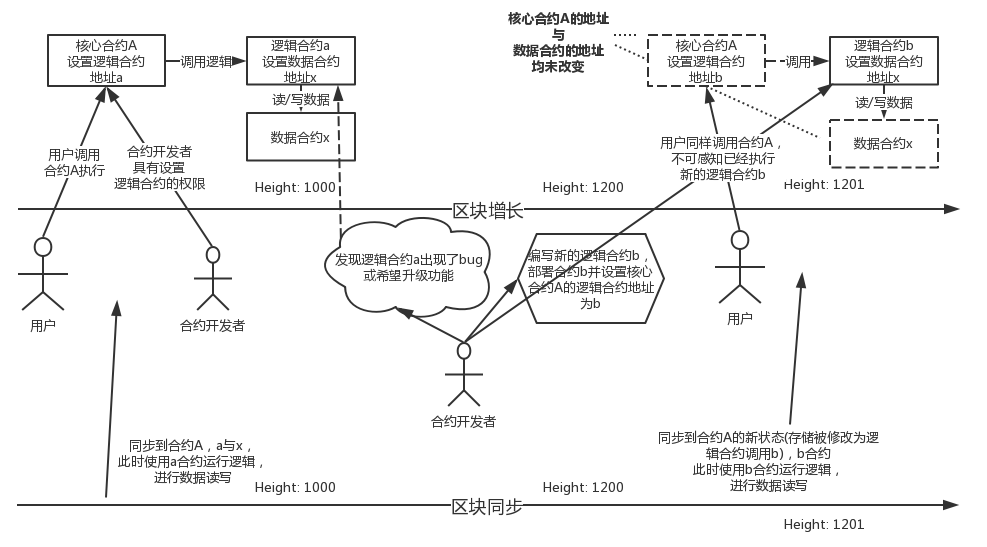 核心合约A
设置逻辑合约
地址a
调用逻辑
逻辑合约a
设置数据合约
地址x
读/写数据
数据合约x
用户调用
合约A执行
合约开发者
具有设置
逻辑合约的权限
核心合约A的地址
与
数据合约的地址
均未改变
核心合约A
设置逻辑合约
地址b
调用
逻辑合约b
设置数据合约
地址x
读/写数据
数据合约x
用户同样调用合约A，
不可感知已经执行
新的逻辑合约b
Height: 1000
Height: 1200
Height: 1201
区块增长
用户
合约开发者
发现逻辑合约a出现了bug
或希望升级功能
编写新的逻辑合约b，
部署合约b并设置核心
合约A的逻辑合约地址
为b
用户
合约开发者
同步到合约A，a与x，
此时使用a合约运行逻辑，
进行数据读写
同步到合约A的新状态(存储被修改为逻
辑合约调用b)，b合约
此时使用b合约运行逻辑，
进行数据读写
Height: 1000
Height: 1200
区块同步
Height: 1201